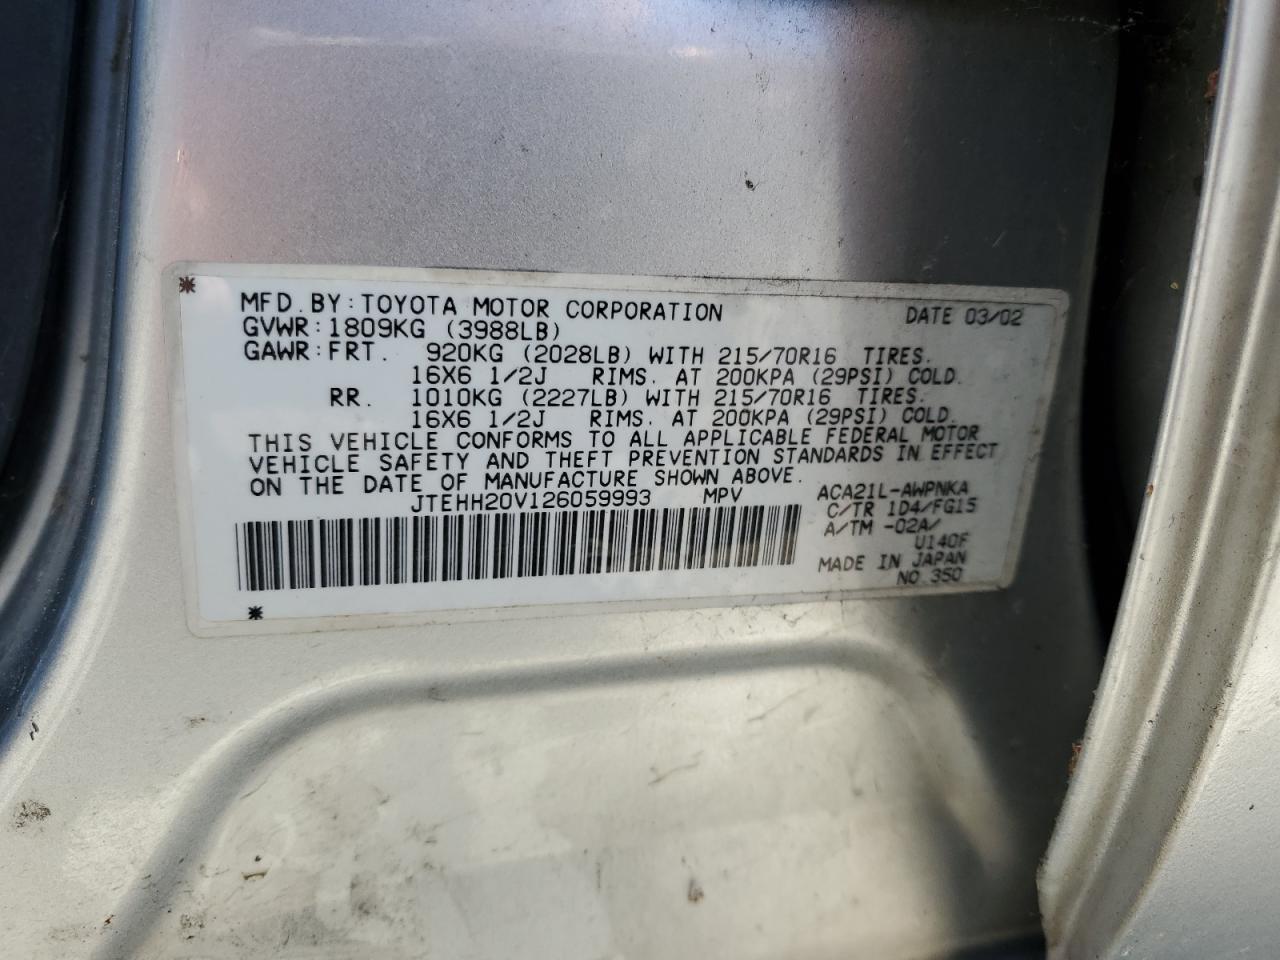 MFD. BY: TOYOTA MOTOR CORPORATION DATE 03/02
GVWR: 1809KG (3988LB)
GAWR: FRT. 920KG (2028LB) WITH 215/70R16 TIRES.
16X6 1/2J RIMS. AT 200KPA (29PSI) COLD.
RR. 1010KG (2227LB) WITH 215/70R16 TIRES.
16X6 1/2J RIMS. AT 200KPA (29PSI) COLD.
THIS VEHICLE CONFORMS TO ALL APPLICABLE FEDERAL MOTOR
VEHICLE SAFETY AND THEFT PREVENTION STANDARDS IN EFFECT
ON THE DATE OF MANUFACTURE SHOWN ABOVE.
JTEHH20V126059993 MPV
ACA21L-AWPNKA
C/TR 1D4/FG15
A/TM -02A/
U140F
MADE IN JAPAN
NO.350